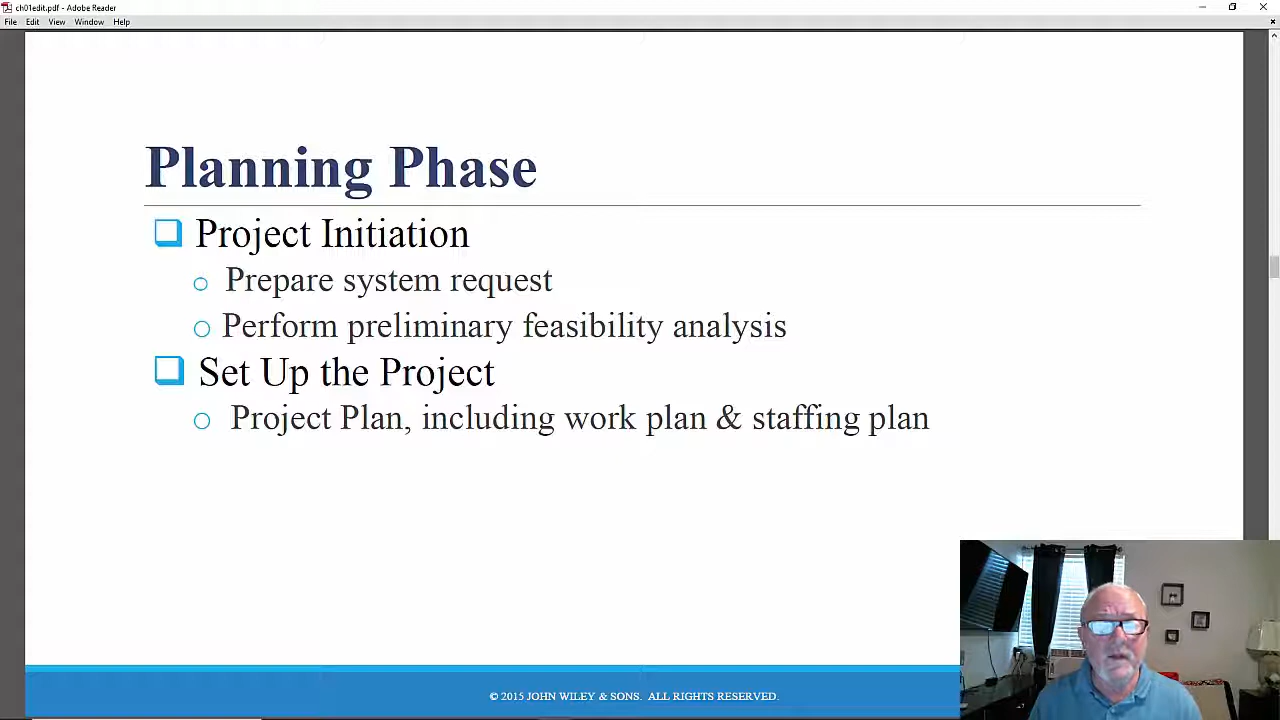 ch01edit.pdf - Adobe Reader
File Edit View Window Help
Planning Phase
Project Initiation
Prepare system request
Perform preliminary feasibility analysis
Set Up the Project
Project Plan, including work plan & staffing plan
© 2015 JOHN WILEY & SONS. ALL RIGHTS RESERVED.